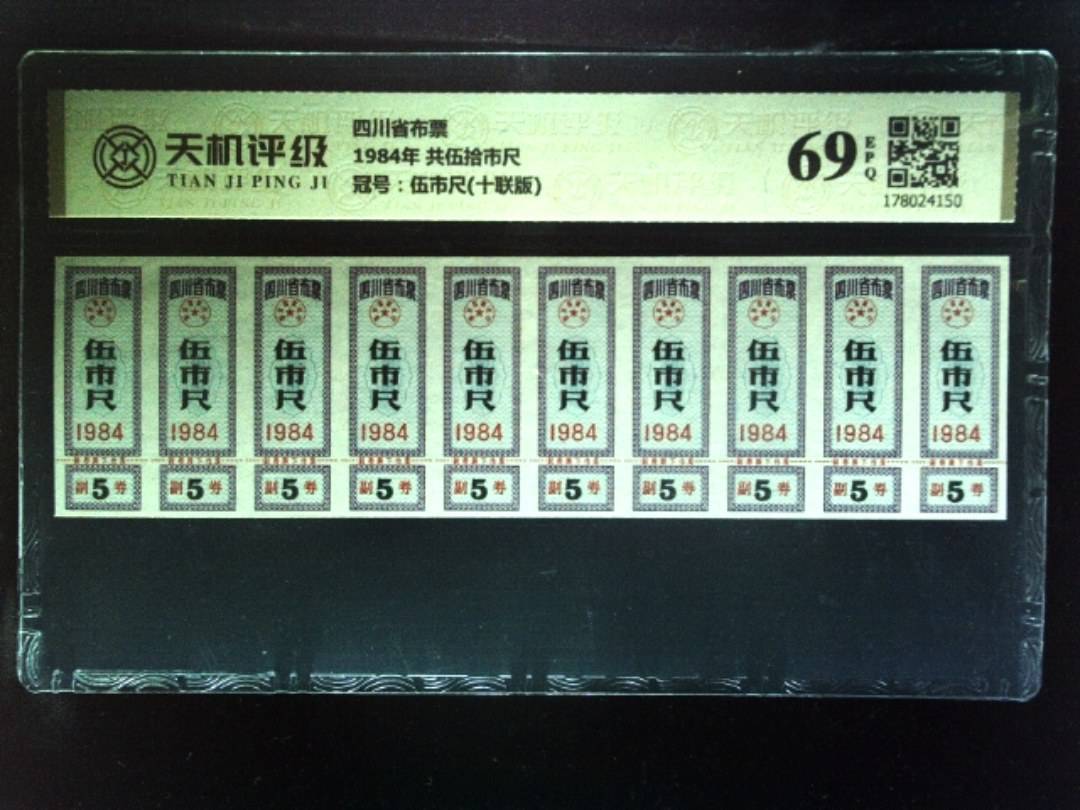 天机评级
TIAN JI PING JI
四川省布票
1984年 共伍拾市尺
冠号：伍市尺(十联版)
69
EPQ
178024150
四川省布票 四川省布票 四川省布票 四川省布票 四川省布票 四川省布票 四川省布票 四川省布票 四川省布票 四川省布票
伍市尺 伍市尺 伍市尺 伍市尺 伍市尺 伍市尺 伍市尺 伍市尺 伍市尺 伍市尺
1984 1984 1984 1984 1984 1984 1984 1984 1984 1984
副5券 副5券 副5券 副5券 副5券 副5券 副5券 副5券 副5券 副5券